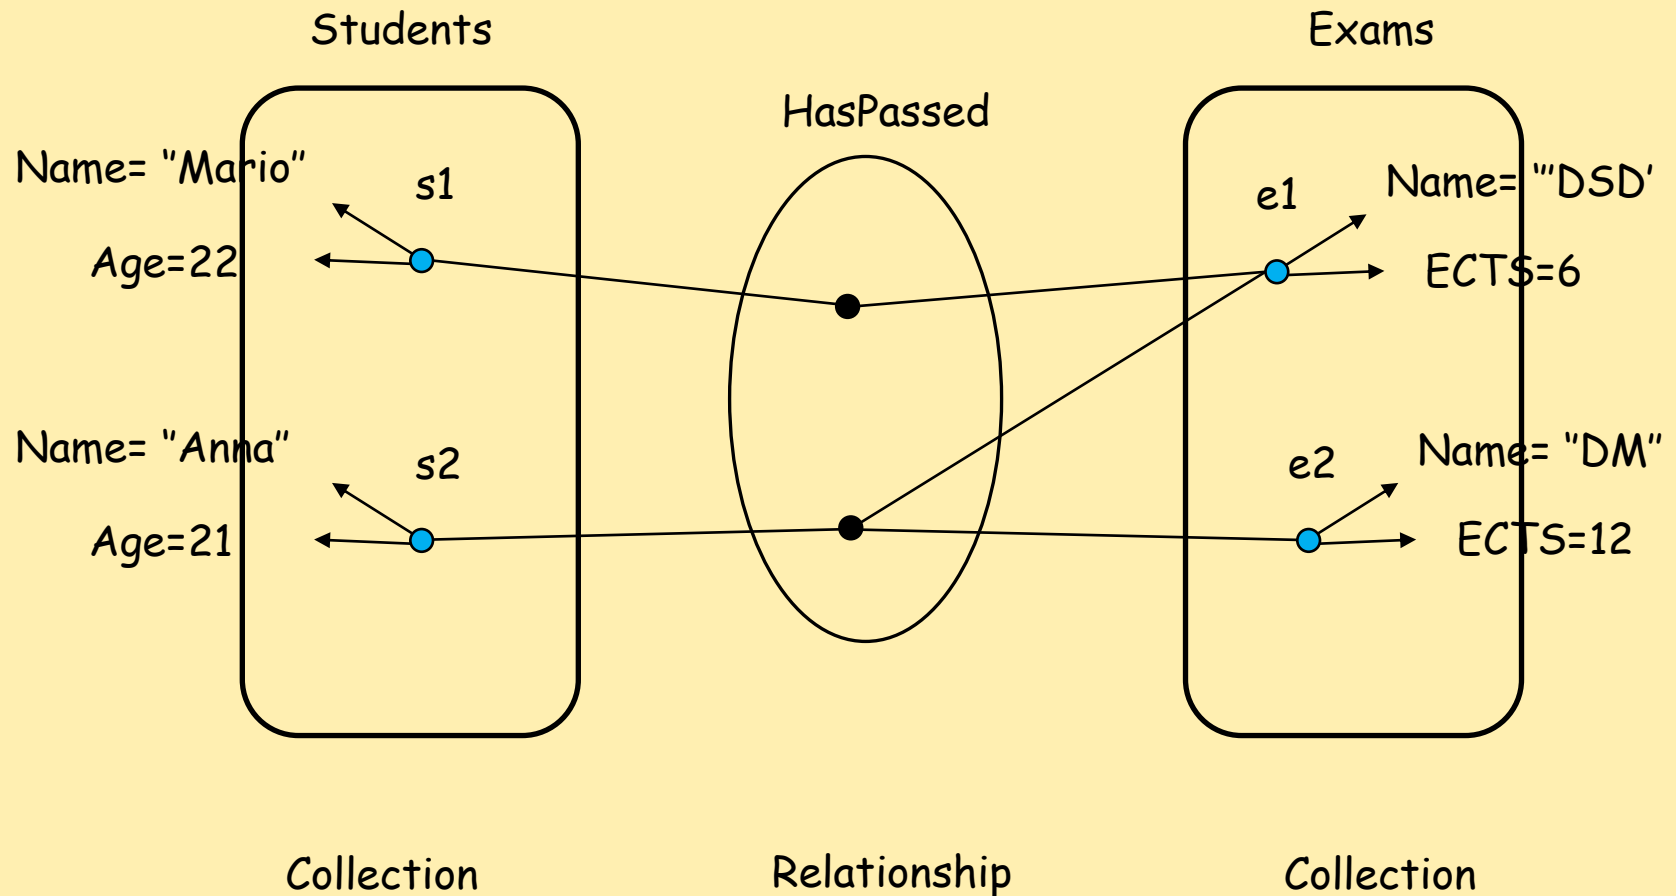 Students
Exams
HasPassed
Name= "Mario"
s1
e1
Name= "'DSD'
Age=22
ECTS=6
Name= "Anna"
s2
e2
Name= "DM"
Age=21
ECTS=12
Collection
Relationship
Collection